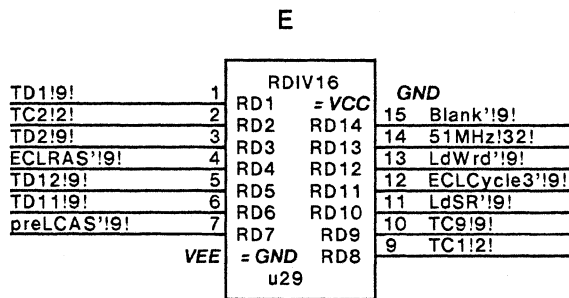 E
RDIV16
GND
TD1!9! 1 RD1 = VCC
TC2!2! 2 RD2 RD14 15 Blank'!9!
TD2!9! 3 RD3 RD13 14 51MHz!32!
ECLRAS'!9! 4 RD4 RD12 13 LdWrd'!9!
TD12!9! 5 RD5 RD11 12 ECLCycle3'!9!
TD11!9! 6 RD6 RD10 11 LdSR'!9!
preLCAS'!9! 7 RD7 RD9 10 TC9!9!
VEE = GND RD8 9 TC1!2!
u29